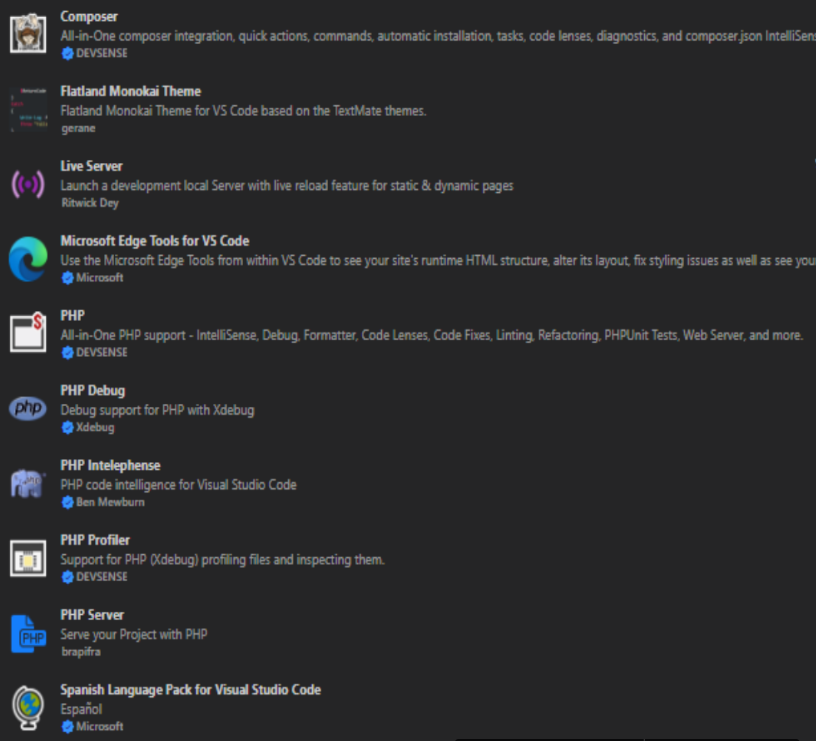 Composer
All-in-One composer integration, quick actions, commands, automatic installation, tasks, code lenses, diagnostics, and composer.json IntelliSens
DEVSENSE
Flatland Monokai Theme
Flatland Monokai Theme for VS Code based on the TextMate themes.
gerane
Live Server
Launch a development local Server with live reload feature for static & dynamic pages
Ritwick Dey
Microsoft Edge Tools for VS Code
Use the Microsoft Edge Tools from within VS Code to see your site's runtime HTML structure, alter its layout, fix styling issues as well as see you
Microsoft
PHP
All-in-One PHP support - IntelliSense, Debug, Formatter, Code Lenses, Code Fixes, Linting, Refactoring, PHPUnit Tests, Web Server, and more.
DEVSENSE
php
PHP Debug
Debug support for PHP with Xdebug
Xdebug
PHP Intelephense
PHP code intelligence for Visual Studio Code
Ben Mewburn
PHP Profiler
Support for PHP (Xdebug) profiling files and inspecting them.
DEVSENSE
PHP
PHP Server
Serve your Project with PHP
brapifra
Spanish Language Pack for Visual Studio Code
Español
Microsoft